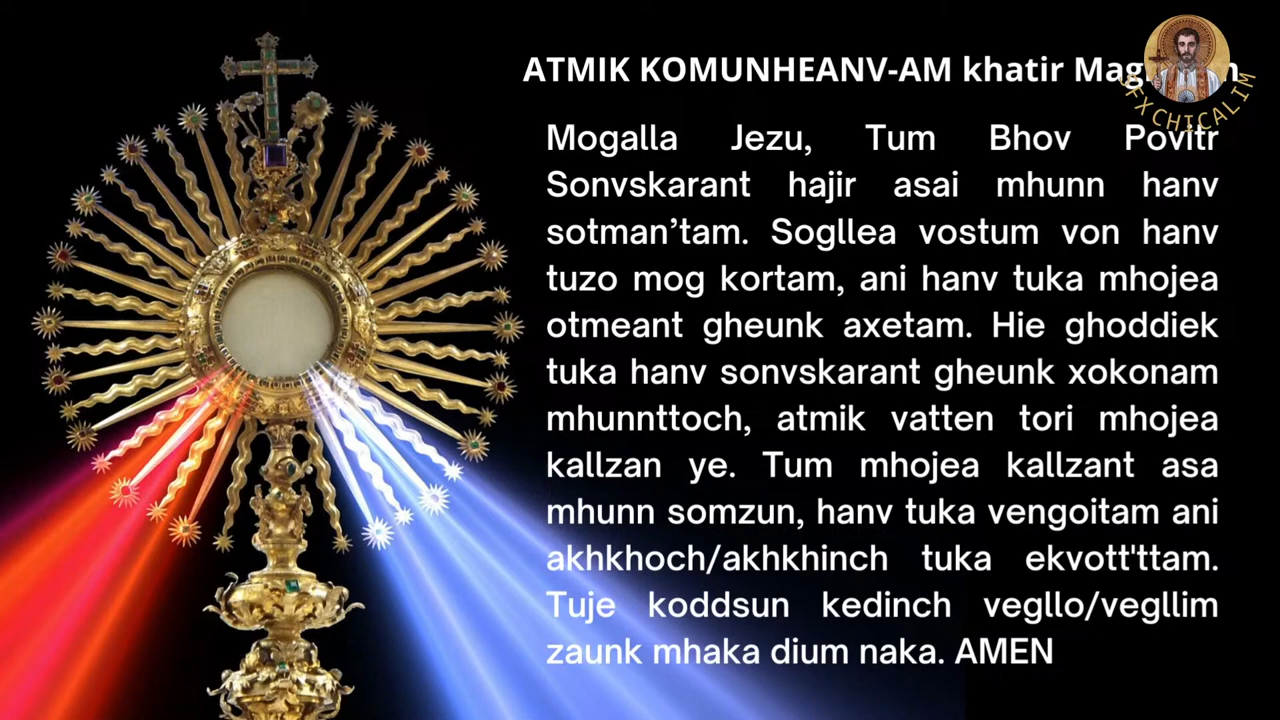 ATMIK KOMUNHEANV-AM khatir
SFXCHICALIM
Mogalla Jezu, Tum Bhov Povitr
Sonvskarant hajir asai mhunn hanv
sotman’tam. Sogllea vostum von hanv
tuzo mog kortam, ani hanv tuka mhojea
otmeant gheunk axetam. Hie ghoddiek
tuka hanv sonvskarant gheunk xokonam
mhunnttoch, atmik vatten tori mhojea
kallzan ye. Tum mhojea kallzant asa
mhunn somzun, hanv tuka vengoitam ani
akhkhoch/akhkhinch tuka ekvott'ttam.
Tuje koddsun kedinch vegllo/vegllim
zaunk mhaka dium naka. AMEN